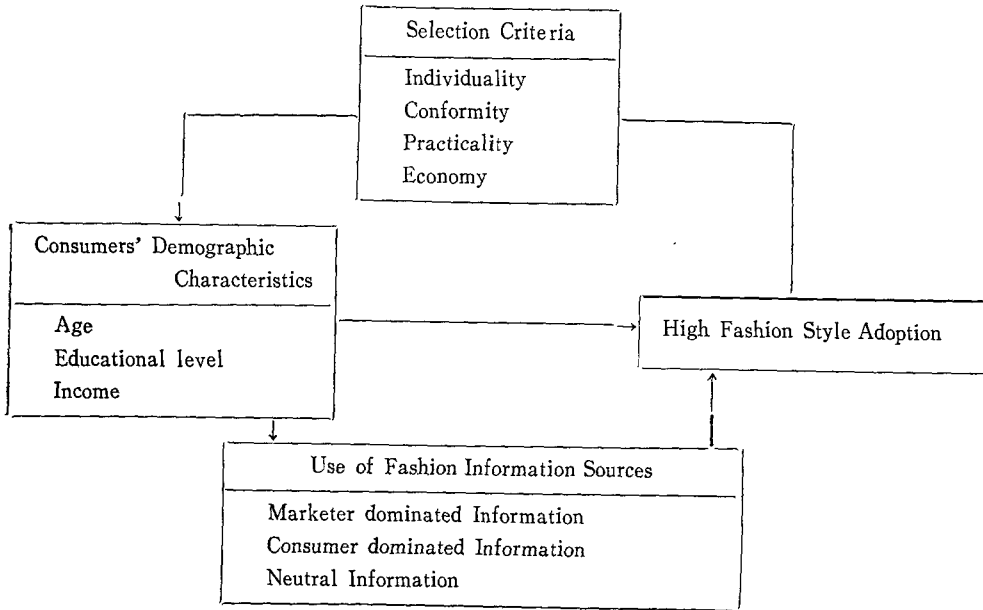 Selection Criteria
Individuality
Conformity
Practicality
Economy
Consumers' Demographic
Characteristics
Age
Educational level
Income
High Fashion Style Adoption
Use of Fashion Information Sources
Marketer dominated Information
Consumer dominated Information
Neutral Information